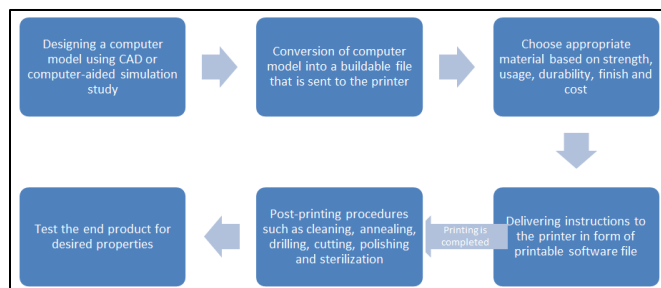 Designing a computer
model using CAD or
computer-aided simulation
study
Conversion of computer
model into a buildable file
that is sent to the printer
Choose appropriate
material based on strength,
usage, durability, finish and
cost
Delivering instructions to
the printer in form of
printable software file
Printing is
completed
Post-printing procedures
such as cleaning, annealing,
drilling, cutting, polishing
and sterilization
Test the end product for
desired properties